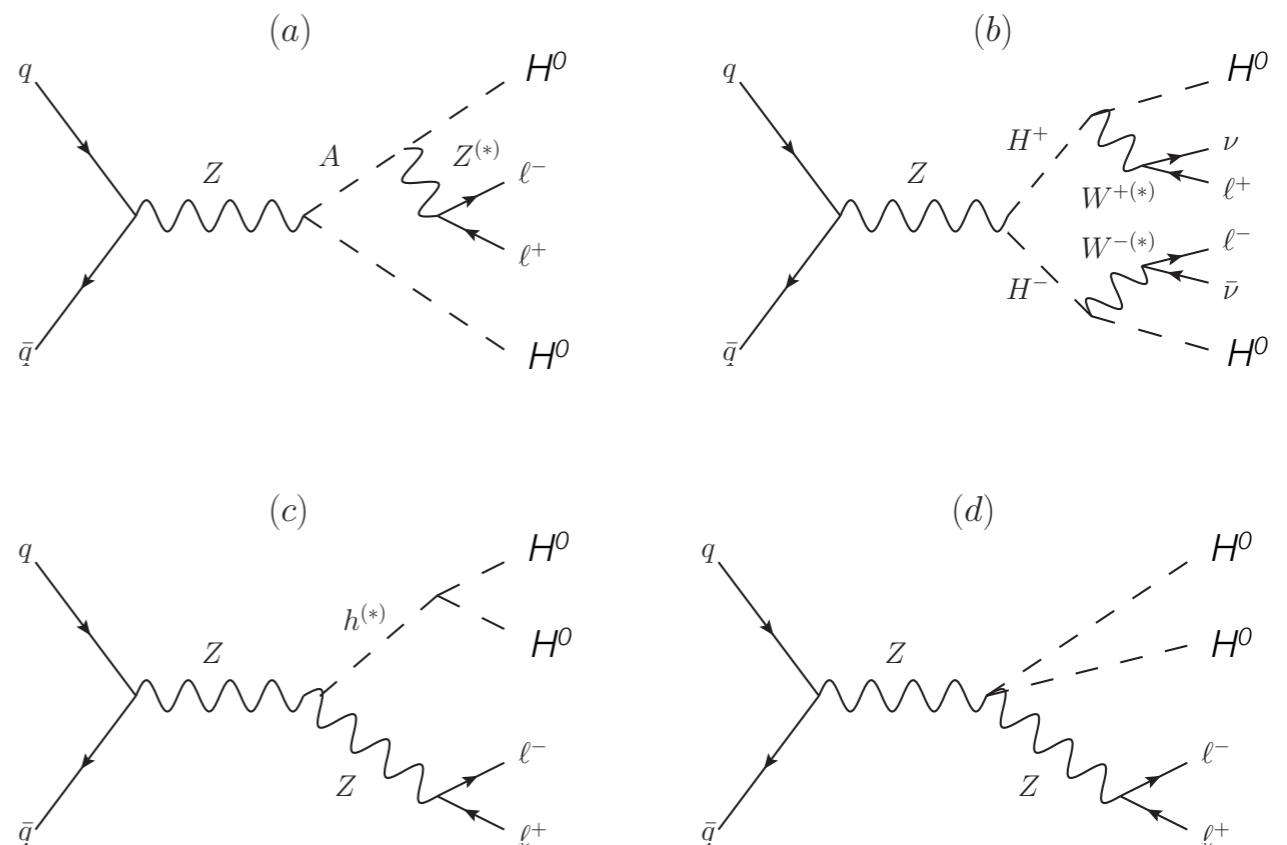 (a)
q
H⁰
A
Z^{(*)}
ℓ⁻
Z
ℓ⁺
q̄
H⁰
(b)
q
H⁰
H⁺
ν
Z
W^{+(*)}
ℓ⁺
W^{-(*)}
ℓ⁻
H⁻
ν̄
q̄
H⁰
(c)
q
H⁰
h^{(*)}
Z
H⁰
ℓ⁻
Z
q̄
ℓ⁺
(d)
q
H⁰
Z
H⁰
ℓ⁻
Z
q̄
ℓ⁺